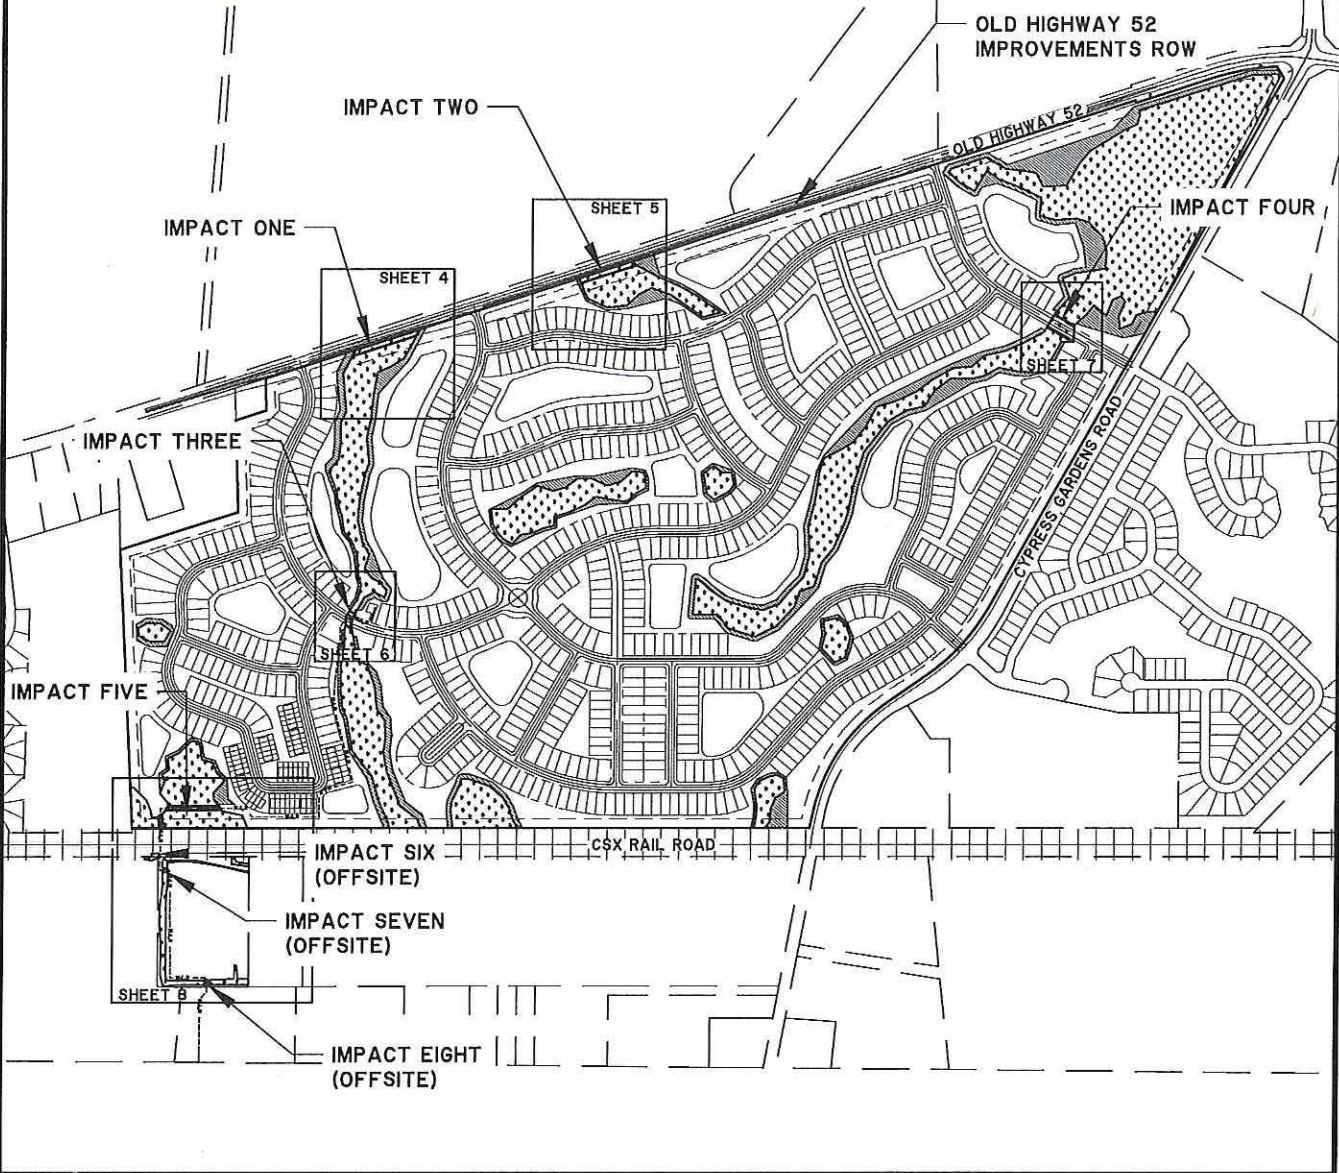 OLD HIGHWAY 52
IMPROVEMENTS ROW
IMPACT TWO
OLD HIGHWAY 52
SHEET 5
IMPACT FOUR
IMPACT ONE
SHEET 4
SHEET 7
IMPACT THREE
CYPRESS GARDENS ROAD
SHEET 6
IMPACT FIVE
CSX RAIL ROAD
IMPACT SIX
(OFFSITE)
IMPACT SEVEN
(OFFSITE)
SHEET 8
IMPACT EIGHT
(OFFSITE)